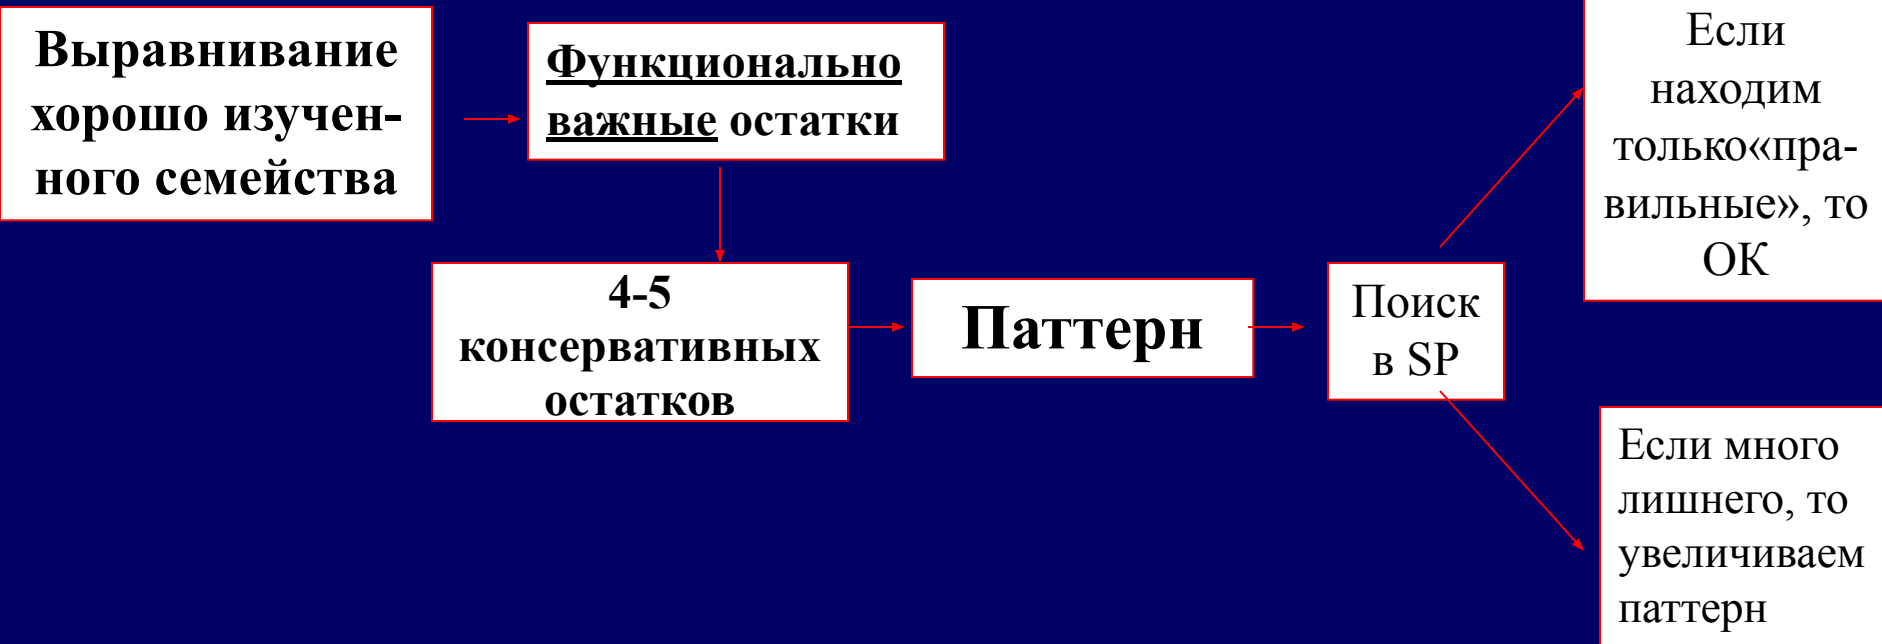 Выравнивание
хорошо изучен-
ного семейства
Функционально
важные остатки
4-5
консервативных
остатков
Паттерн
Поиск
в SP
Если
находим
только«пра-
вильные», то
ОК
Если много
лишнего, то
увеличиваем
паттерн